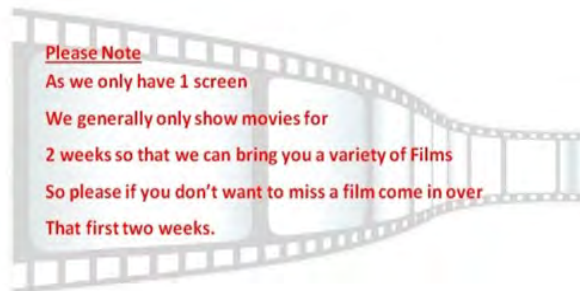 Please Note
As we only have 1 screen
We generally only show movies for
2 weeks so that we can bring you a variety of Films
So please if you don't want to miss a film come in over
That first two weeks.